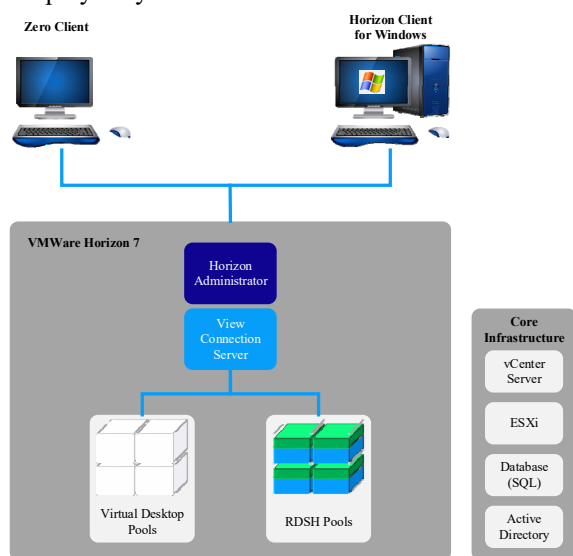 Zero Client
Horizon Client
for Windows
VMWare Horizon 7
Horizon
Administrator
View
Connection
Server
Virtual Desktop
Pools
RDSH Pools
Core
Infrastructure
vCenter
Server
ESXi
Database
(SQL)
Active
Directory